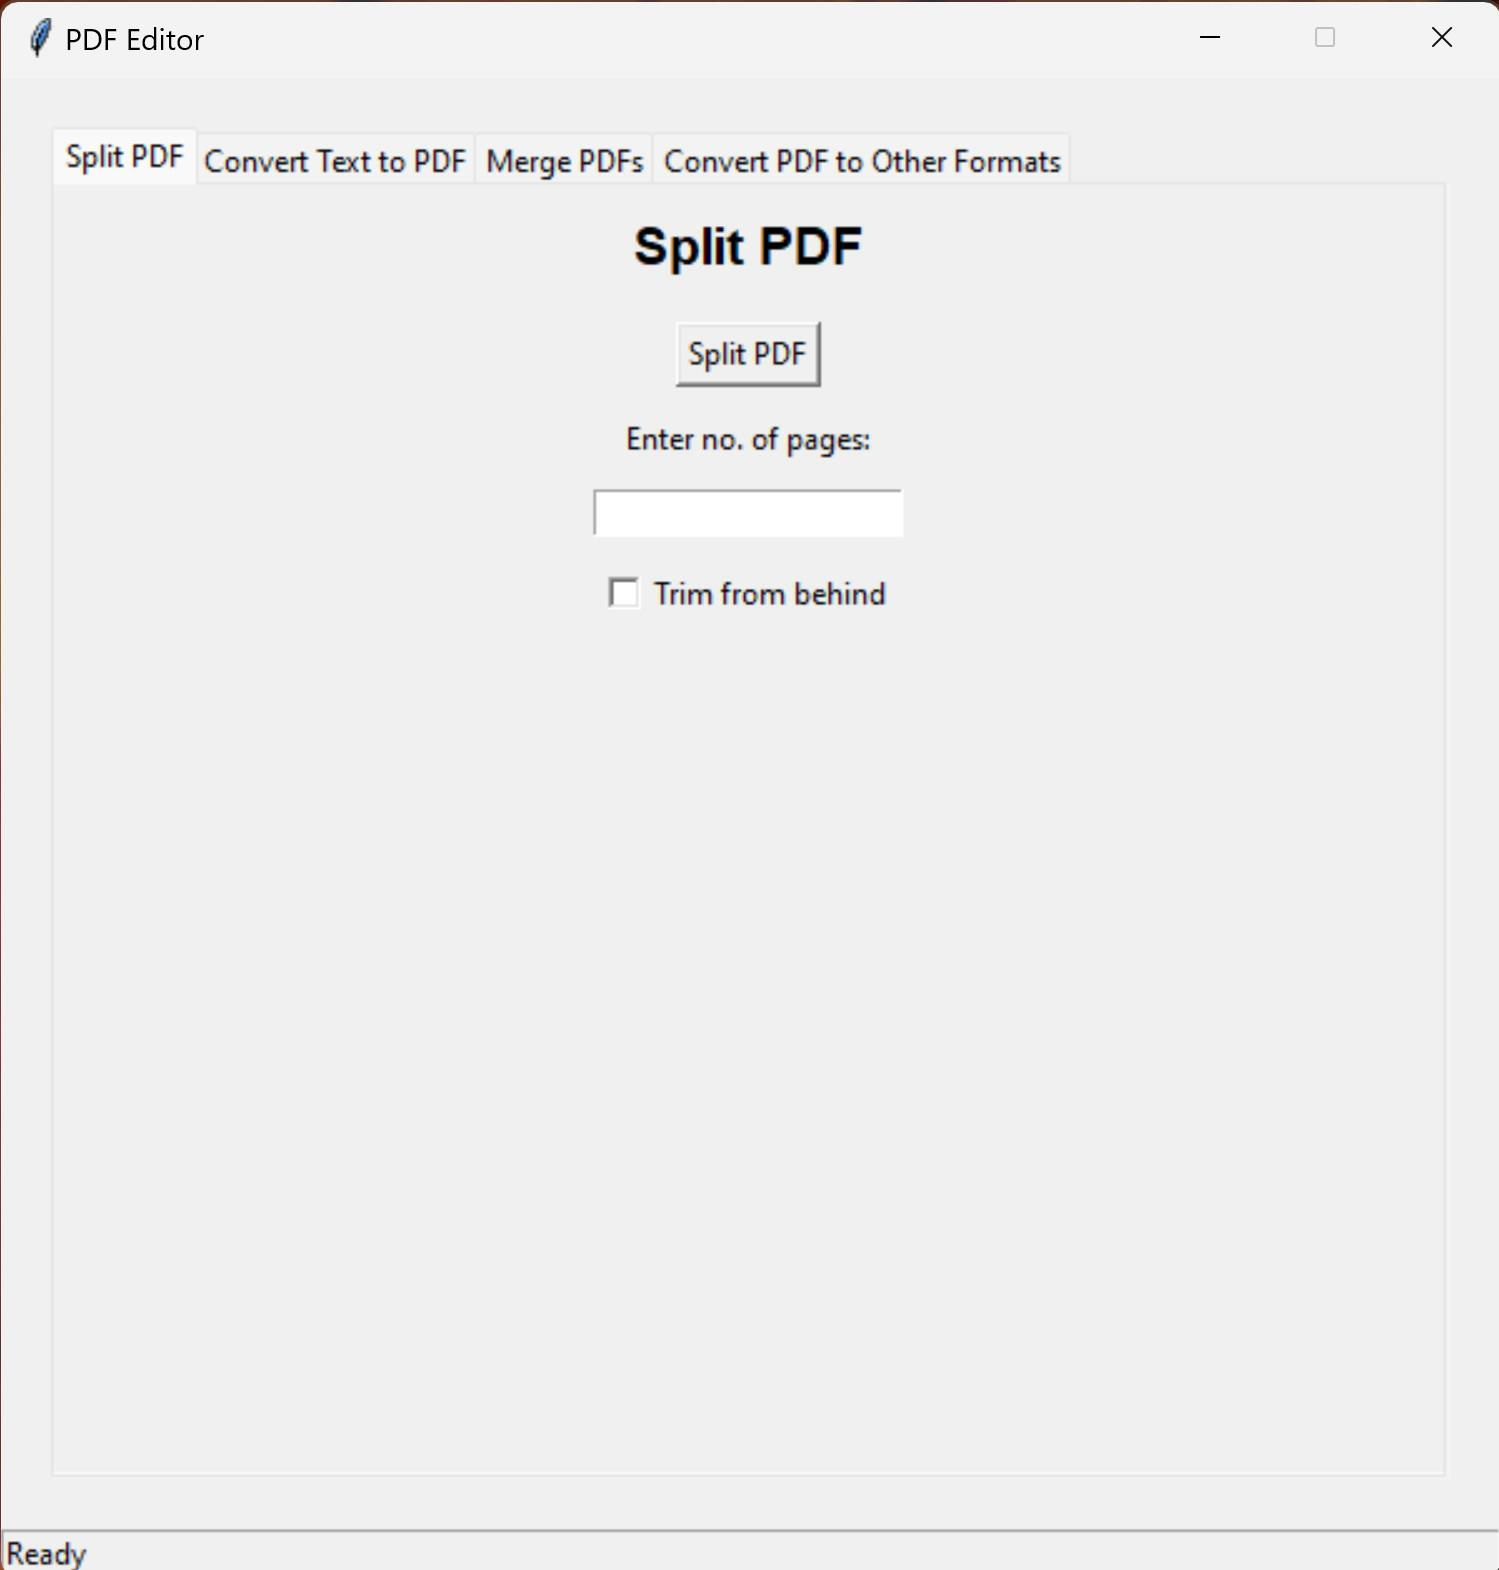 PDF Editor
Split PDF Convert Text to PDF Merge PDFs Convert PDF to Other Formats
Split PDF
Split PDF
Enter no. of pages:
Trim from behind
Ready